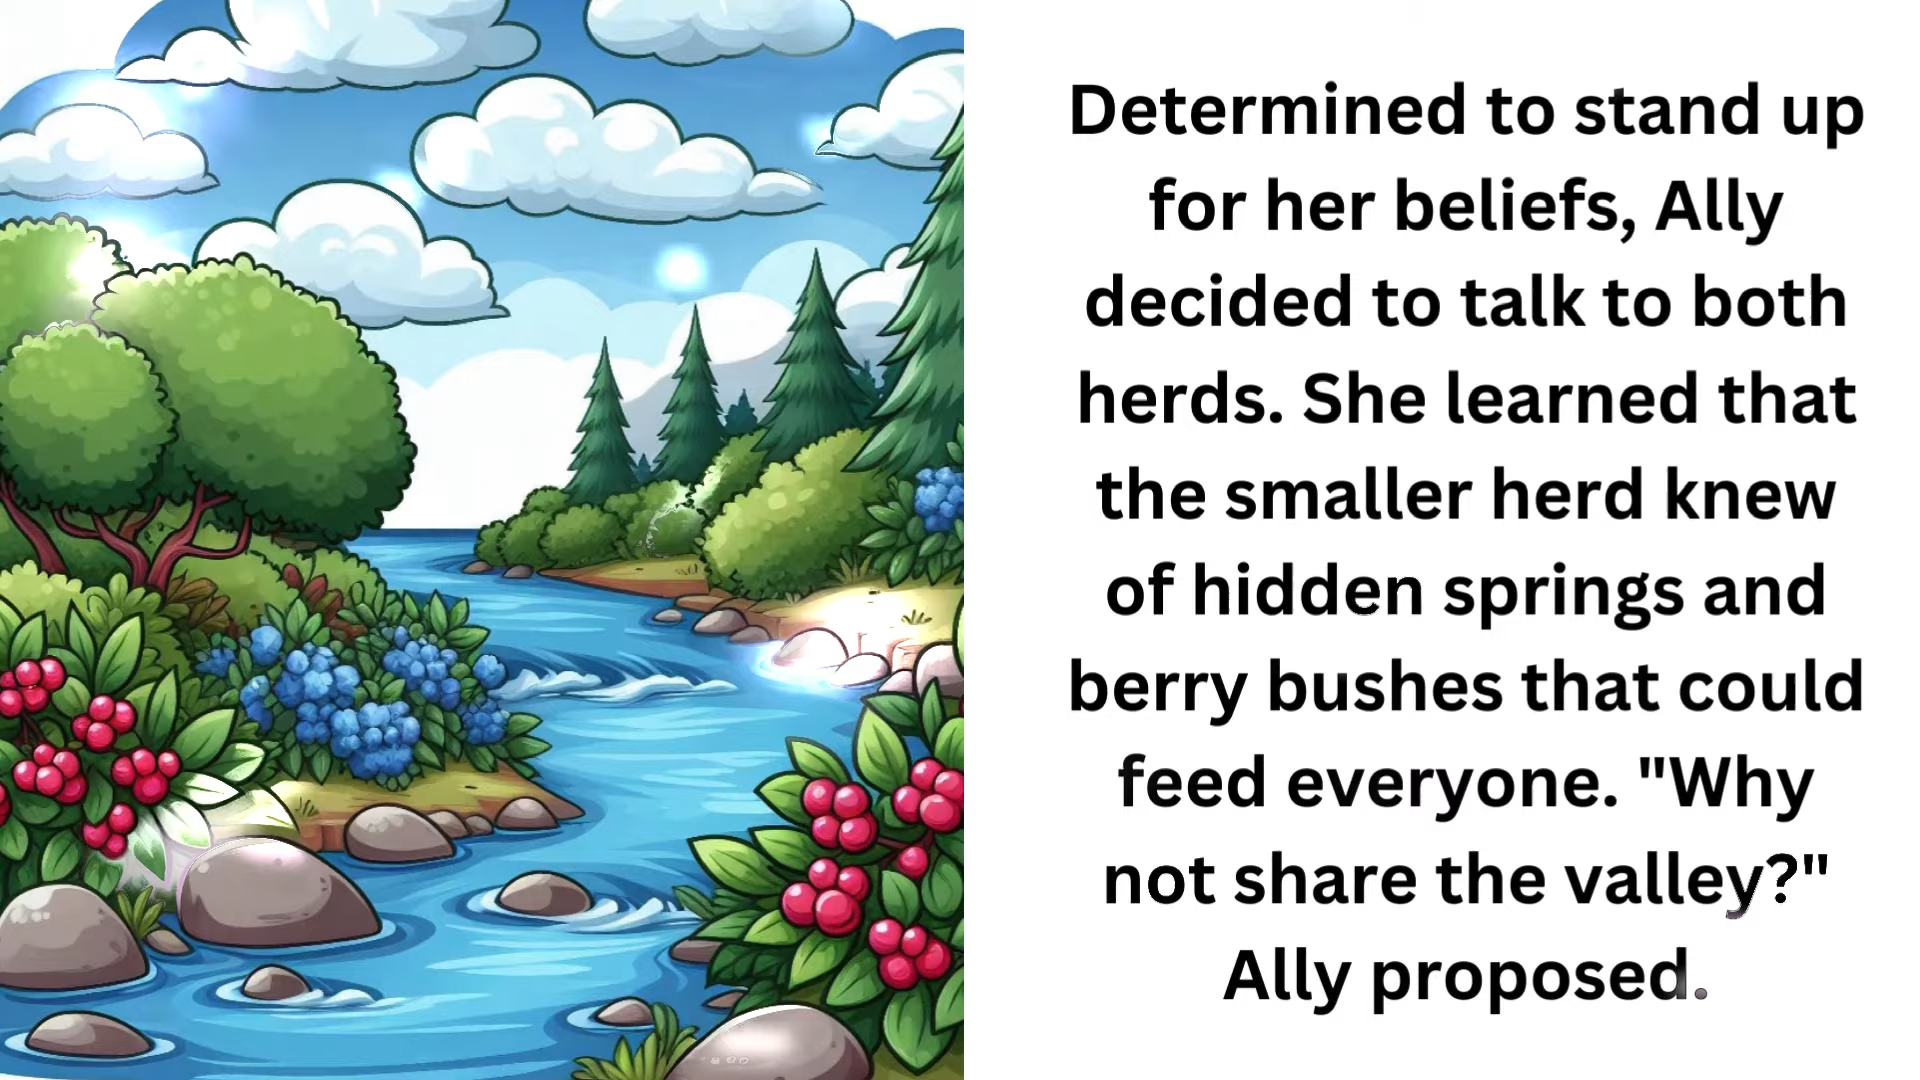 Determined to stand up
for her beliefs, Ally
decided to talk to both
herds. She learned that
the smaller herd knew
of hidden springs and
berry bushes that could
feed everyone. "Why
not share the valley?"
Ally proposed.